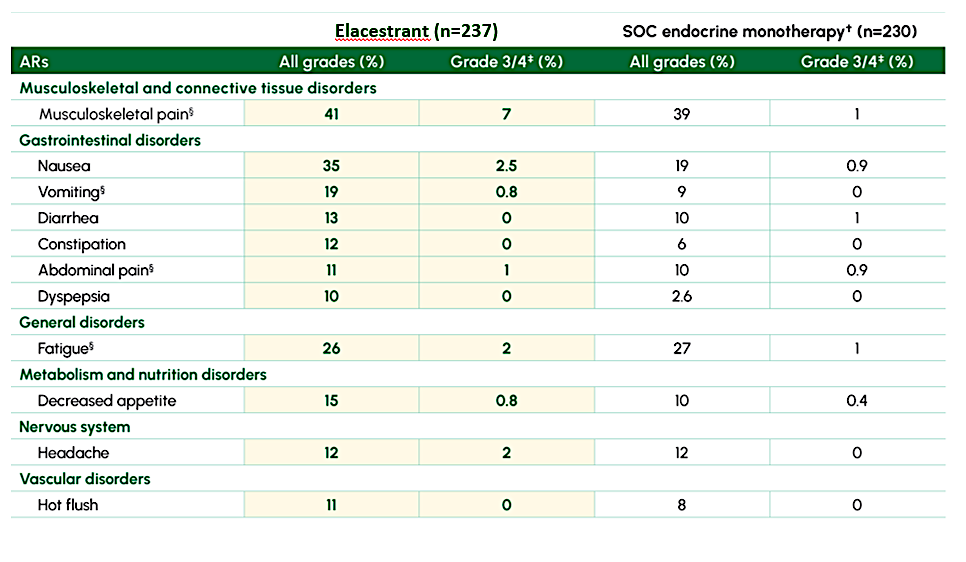 Elacestrant (n=237) SOC endocrine monotherapy† (n=230)
ARs All grades (%) Grade 3/4‡ (%) All grades (%) Grade 3/4‡ (%)
Musculoskeletal and connective tissue disorders
Musculoskeletal pain§ 41 7 39 1
Gastrointestinal disorders
Nausea 35 2.5 19 0.9
Vomiting§ 19 0.8 9 0
Diarrhea 13 0 10 1
Constipation 12 0 6 0
Abdominal pain§ 11 1 10 0.9
Dyspepsia 10 0 2.6 0
General disorders
Fatigue§ 26 2 27 1
Metabolism and nutrition disorders
Decreased appetite 15 0.8 10 0.4
Nervous system
Headache 12 2 12 0
Vascular disorders
Hot flush 11 0 8 0